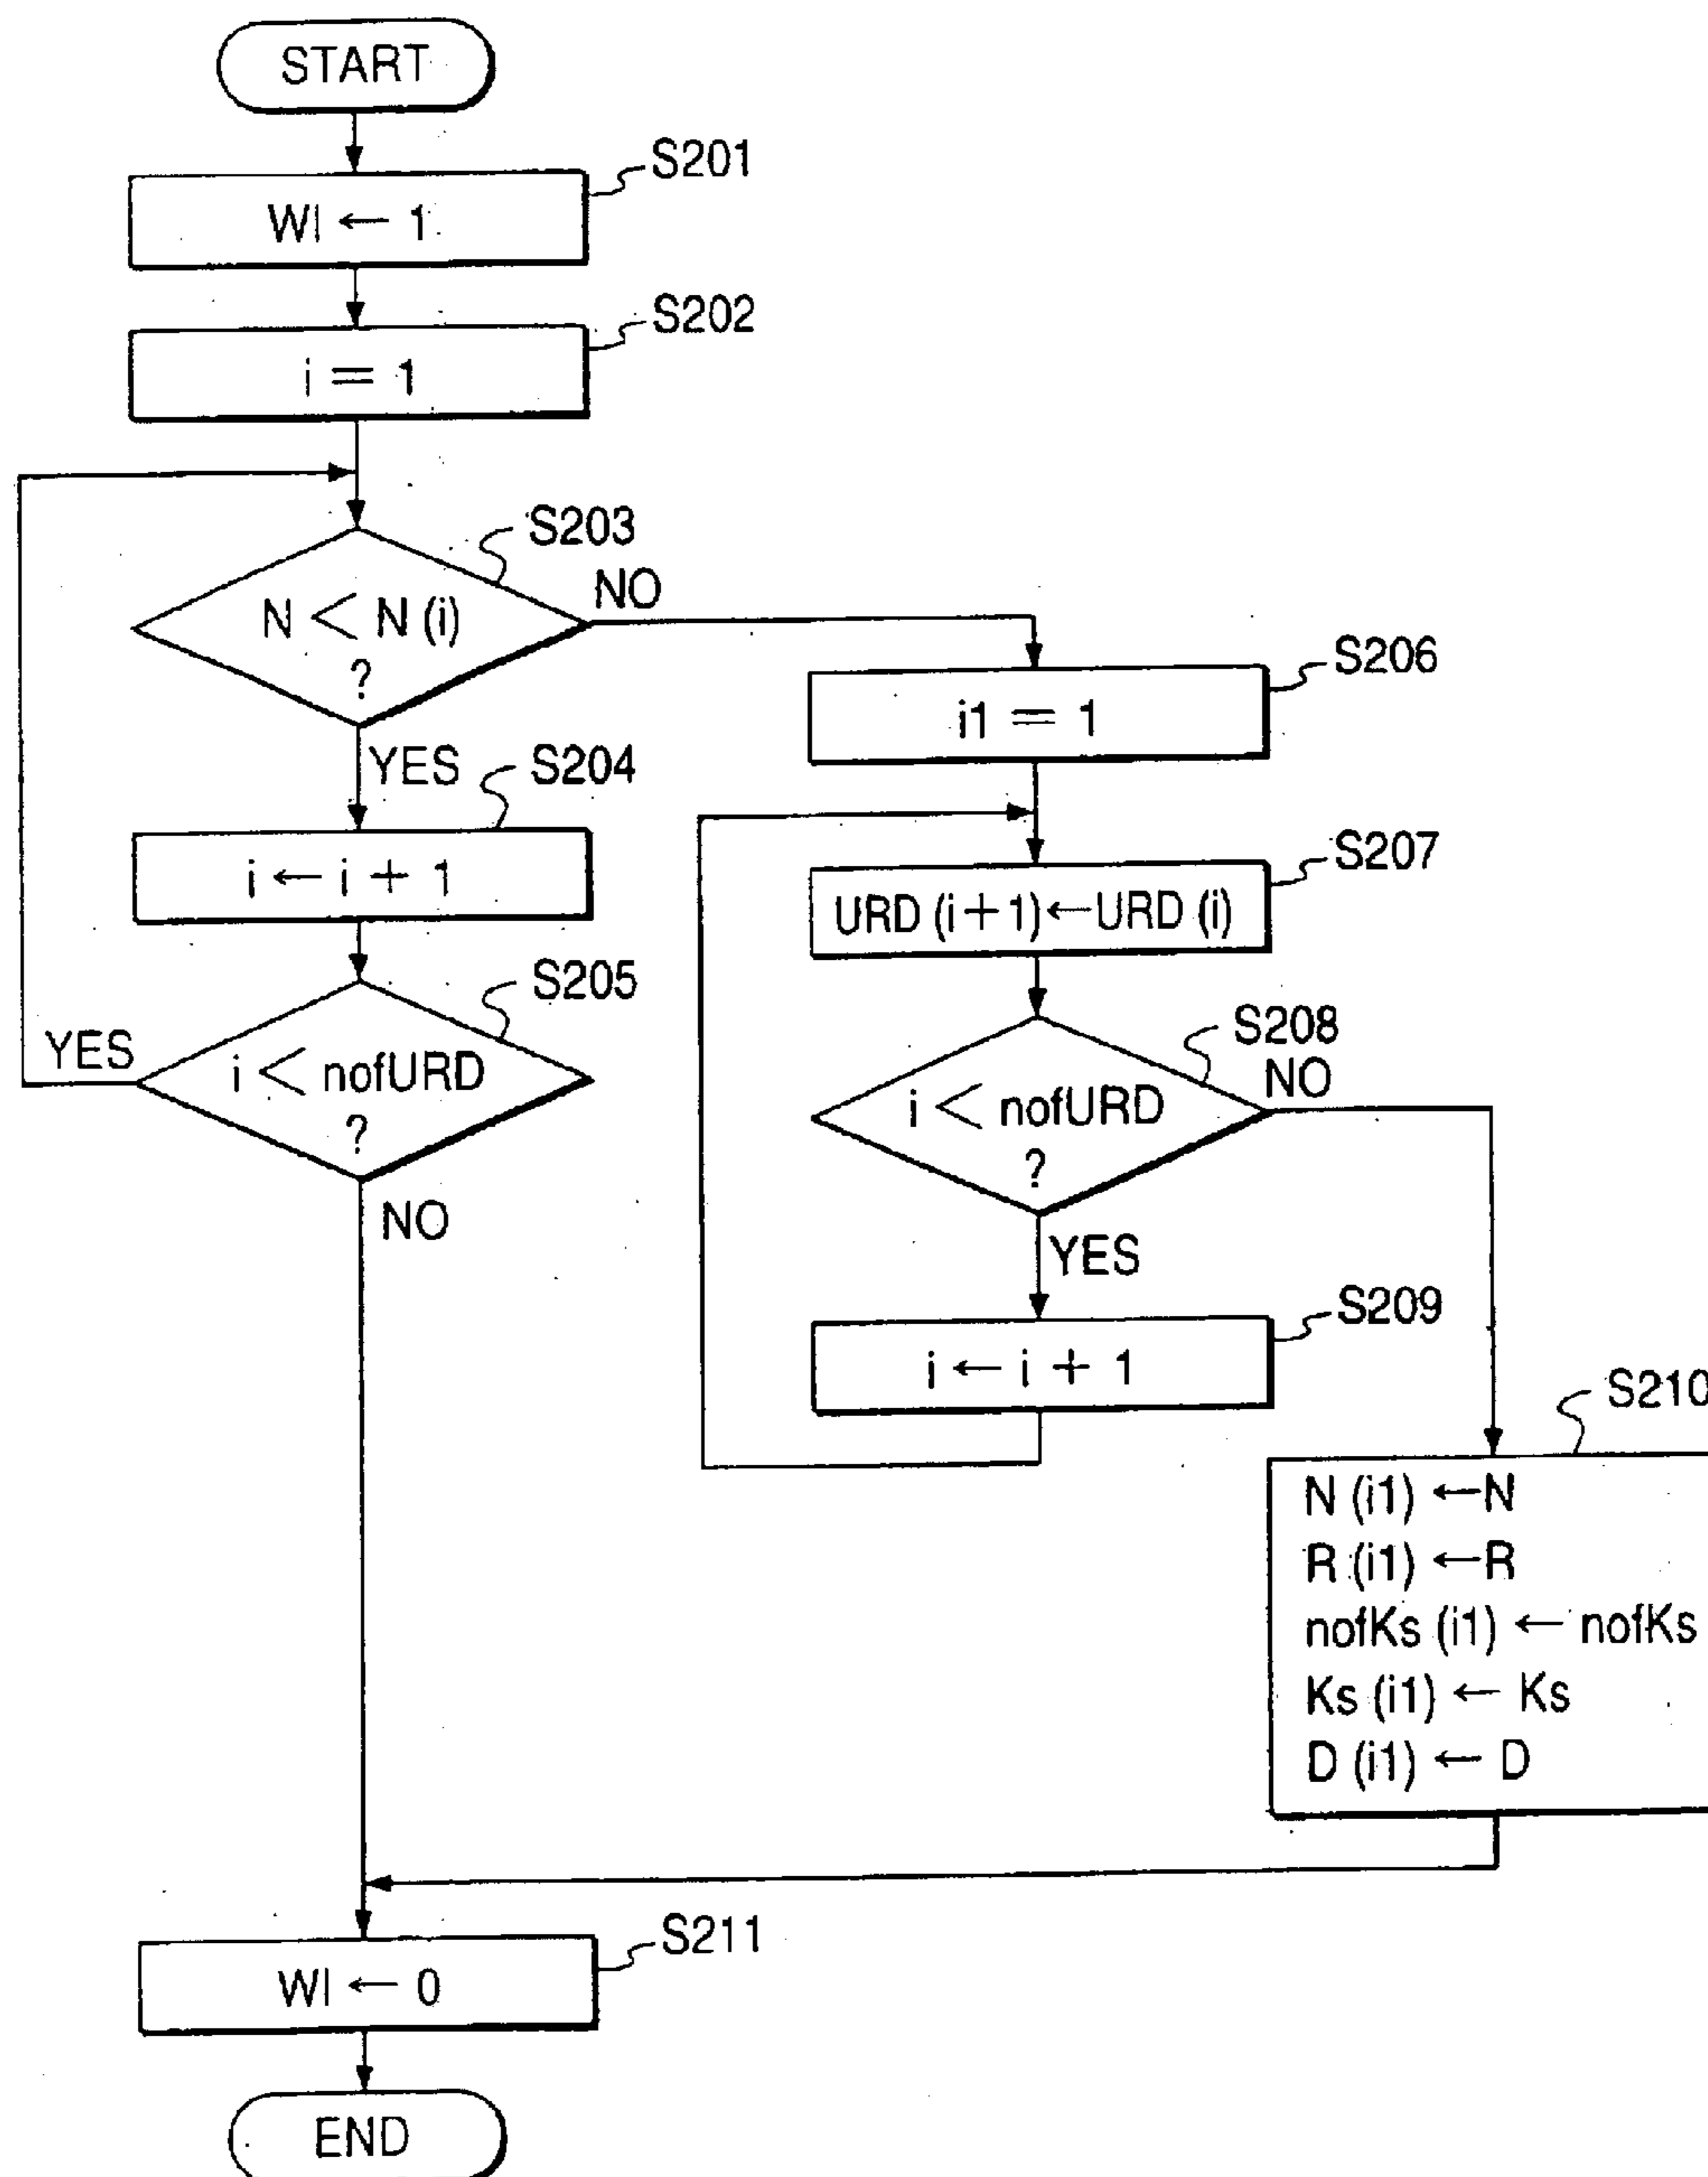 START
S201
WI ← 1
S202
i = 1
S203
N < N (i)
?
NO
YES
S204
i ← i + 1
S205
i < nofURD
?
YES
NO
S206
i1 = 1
S207
URD (i + 1) ← URD (i)
S208
i < nofURD
?
NO
YES
S209
i ← i + 1
S210
N (i1) ← N
R (i1) ← R
nofKs (i1) ← nofKs
Ks (i1) ← Ks
D (i1) ← D
S211
WI ← 0
END